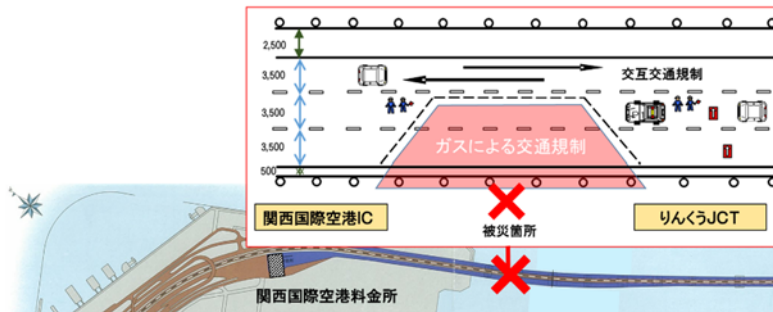 2,500
3,500
交互交通規制
3,500
3,500
ガスによる交通規制
500
関西国際空港IC
被災箇所
りんくうJCT
関西国際空港料金所